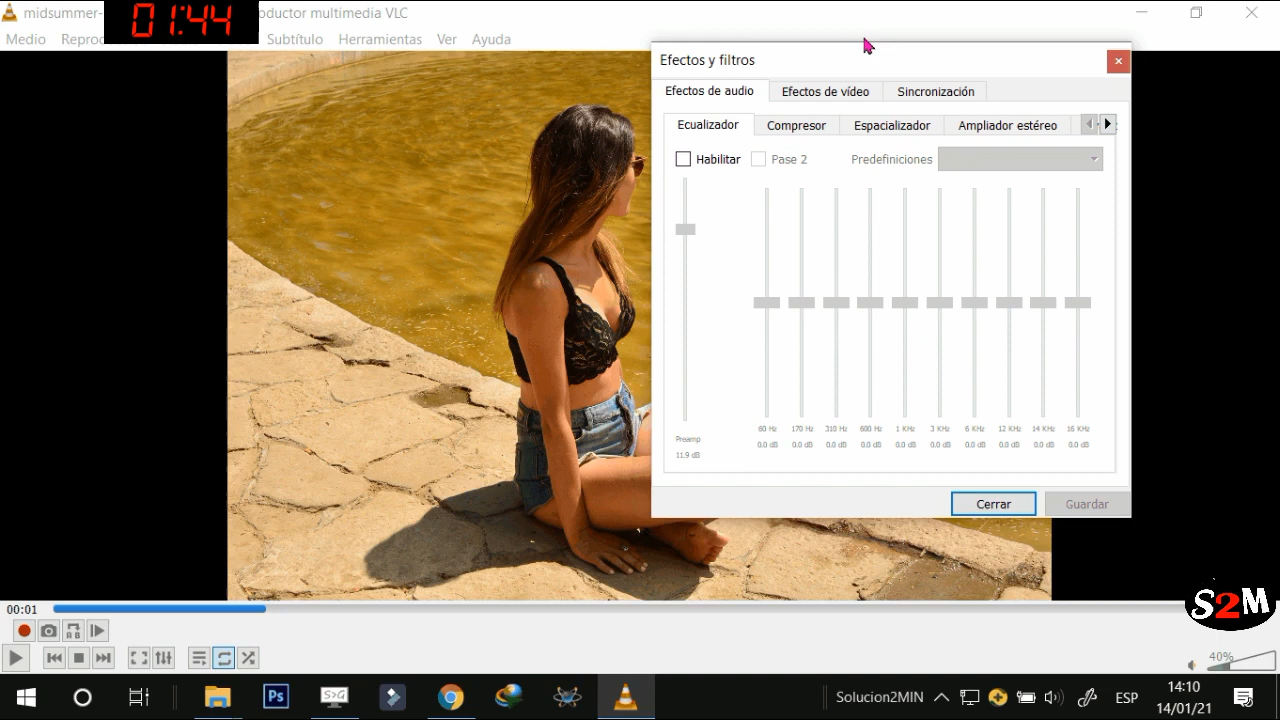 midsummer-
01:44
oductor multimedia VLC
Medio
Reproc
Subtítulo
Herramientas
Ver
Ayuda
Efectos y filtros
Efectos de audio
Efectos de vídeo
Sincronización
Ecualizador
Compresor
Espacializador
Ampliador estéreo
Habilitar
Pase 2
Predefiniciones
60 Hz
170 Hz
310 Hz
600 Hz
1 KHz
3 KHz
6 KHz
12 KHz
14 KHz
16 KHz
Preamp
0.0 dB
0.0 dB
0.0 dB
0.0 dB
0.0 dB
0.0 dB
0.0 dB
0.0 dB
0.0 dB
0.0 dB
11.9 dB
Cerrar
Guardar
00:01
S2M
A B
40%
Ps
S>G
Solucion2MIN
ESP
14:10
14/01/21